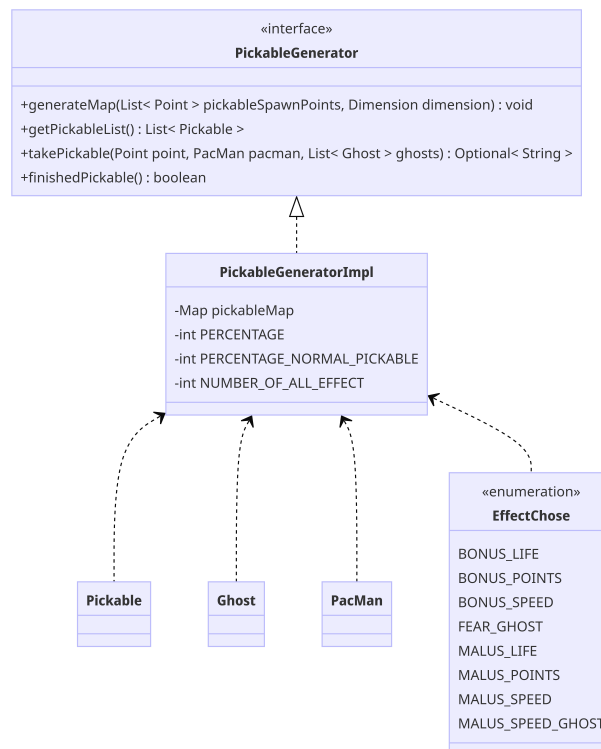 «interface»
PickableGenerator
+generateMap(List< Point > pickableSpawnPoints, Dimension dimension) : void
+getPickableList() : List< Pickable >
+takePickable(Point point, PacMan pacman, List< Ghost > ghosts) : Optional< String >
+finishedPickable() : boolean
PickableGeneratorImpl
-Map pickableMap
-int PERCENTAGE
-int PERCENTAGE_NORMAL_PICKABLE
-int NUMBER_OF_ALL_EFFECT
«enumeration»
EffectChose
BONUS_LIFE
BONUS_POINTS
BONUS_SPEED
FEAR_GHOST
MALUS_LIFE
MALUS_POINTS
MALUS_SPEED
MALUS_SPEED_GHOST
Pickable
Ghost
PacMan